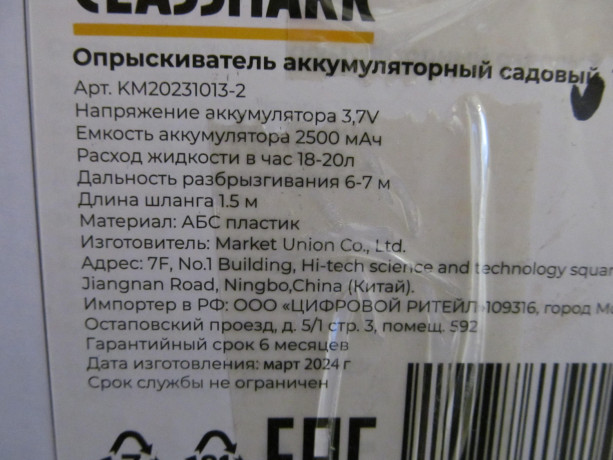 CLASSMARK
Опрыскиватель аккумуляторный садовый
Арт. KM20231013-2
Напряжение аккумулятора 3,7V
Емкость аккумулятора 2500 мАч
Расход жидкости в час 18-20л
Дальность разбрызгивания 6-7 м
Длина шланга 1.5 м
Материал: АБС пластик
Изготовитель: Market Union Co., Ltd.
Адрес: 7F, No.1 Building, Hi-tech science and technology squar
Jiangnan Road, Ningbo,China (Китай).
Импортер в РФ: ООО «ЦИФРОВОЙ РИТЕЙЛ»109316, город Мо
Остаповский проезд, д. 5/1 стр. 3, помещ. 592
Гарантийный срок 6 месяцев
Дата изготовления: март 2024 г
Срок службы не ограничен
EAC